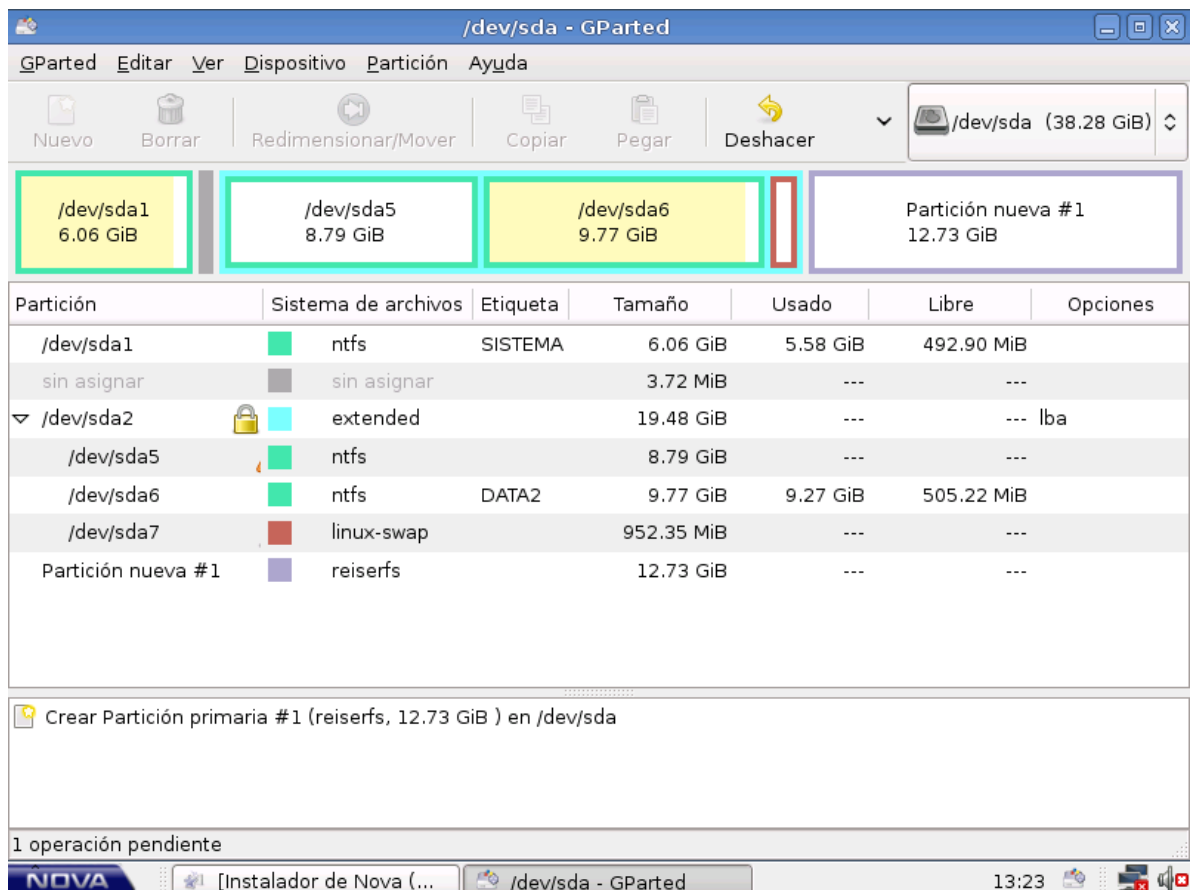 /dev/sda - GParted
GParted Editar Ver Dispositivo Partición Ayuda
Nuevo Borrar Redimensionar/Mover Copiar Pegar Deshacer /dev/sda (38.28 GiB)
/dev/sda1 /dev/sda5 /dev/sda6 Partición nueva #1
6.06 GiB 8.79 GiB 9.77 GiB 12.73 GiB
Partición Sistema de archivos Etiqueta Tamaño Usado Libre Opciones
/dev/sda1 ntfs SISTEMA 6.06 GiB 5.58 GiB 492.90 MiB
sin asignar sin asignar 3.72 MiB --- ---
/dev/sda2 extended 19.48 GiB --- --- lba
/dev/sda5 ntfs 8.79 GiB --- ---
/dev/sda6 ntfs DATA2 9.77 GiB 9.27 GiB 505.22 MiB
/dev/sda7 linux-swap 952.35 MiB --- ---
Partición nueva #1 reiserfs 12.73 GiB --- ---
Crear Partición primaria #1 (reiserfs, 12.73 GiB ) en /dev/sda
1 operación pendiente
NOVA [Instalador de Nova (... /dev/sda - GParted 13:23